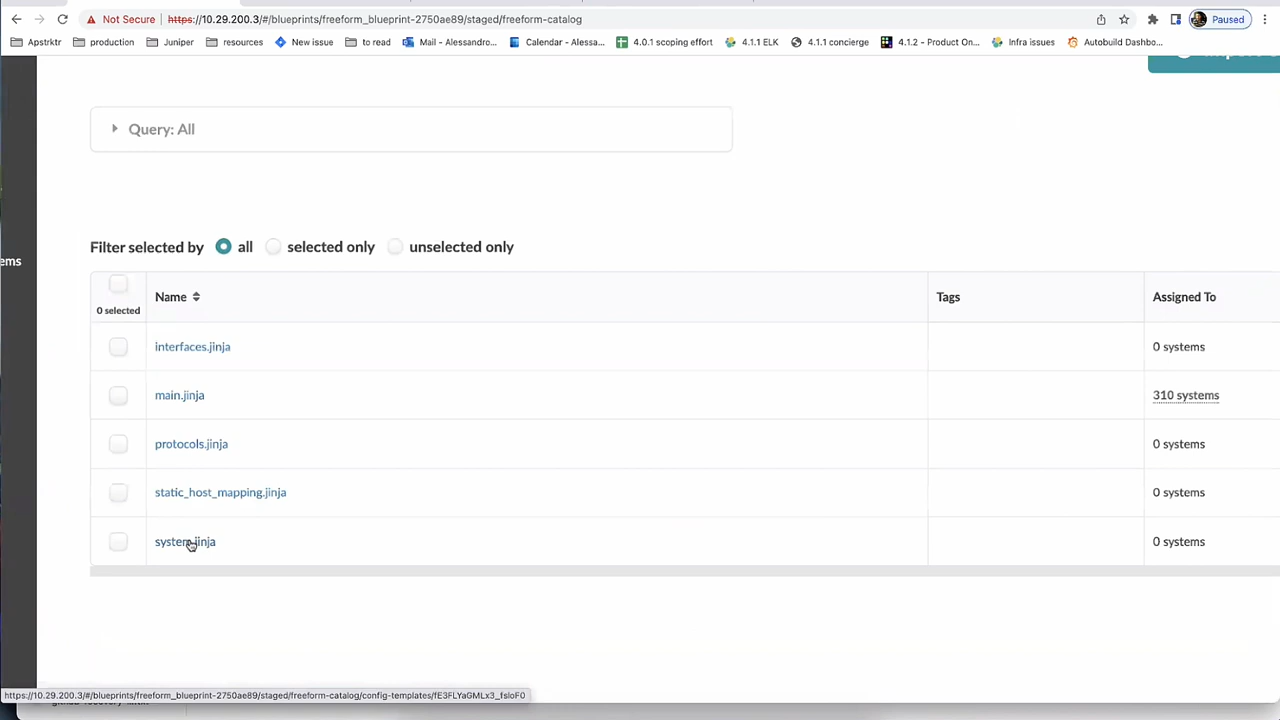 Not Secure https://10.29.200.3/#/blueprints/freeform_blueprint-2750ae89/staged/freeform-catalog Paused
Apstrktr production Juniper resources New issue to read Mail – Alessandro... Calendar - Alessa... 4.0.1 scoping effort 4.1.1 ELK 4.1.1 concierge 4.1.2 - Product On... Infra issues Autobuild Dashbo...
Query: All
Filter selected by all selected only unselected only
ems
0 selected Name Tags Assigned To
interfaces.jinja 0 systems
main.jinja 310 systems
protocols.jinja 0 systems
static_host_mapping.jinja 0 systems
system.jinja 0 systems
https://10.29.200.3/#/blueprints/freeform_blueprint-2750ae89/staged/freeform-catalog/config-templates/fE3FLYaGMLx3_fsloF0